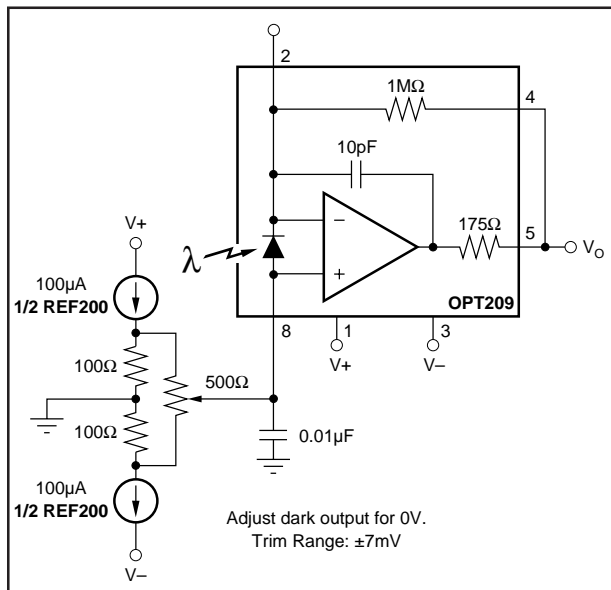 2
1MΩ
4
10pF
V+
175Ω
5
Vo
λ
−
+
100µA
1/2 REF200
OPT209
8
1
3
V+
V–
100Ω
500Ω
100Ω
0.01µF
100µA
1/2 REF200
Adjust dark output for 0V.
Trim Range: ±7mV
V–